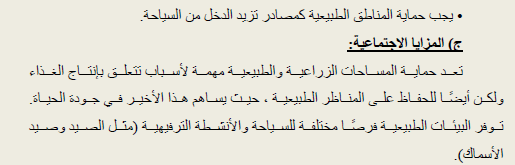 • يجب حماية المناطق الطبيعية كمصادر تزيد الدخل من السياحة.
ج) المزايا الاجتماعية:
تعد حماية المساحات الزراعية والطبيعية مهمة لأسباب تتعلق بإنتاج الغذاء
ولكن أيضًا للحفاظ على المناظر الطبيعية ، حيث يساهم هذا الأخير في جودة الحياة.
توفر البيئات الطبيعية فرصًا مختلفة للسياحة والأنشطة الترفيهية (مثل الصيد وصيد
الأسماك).